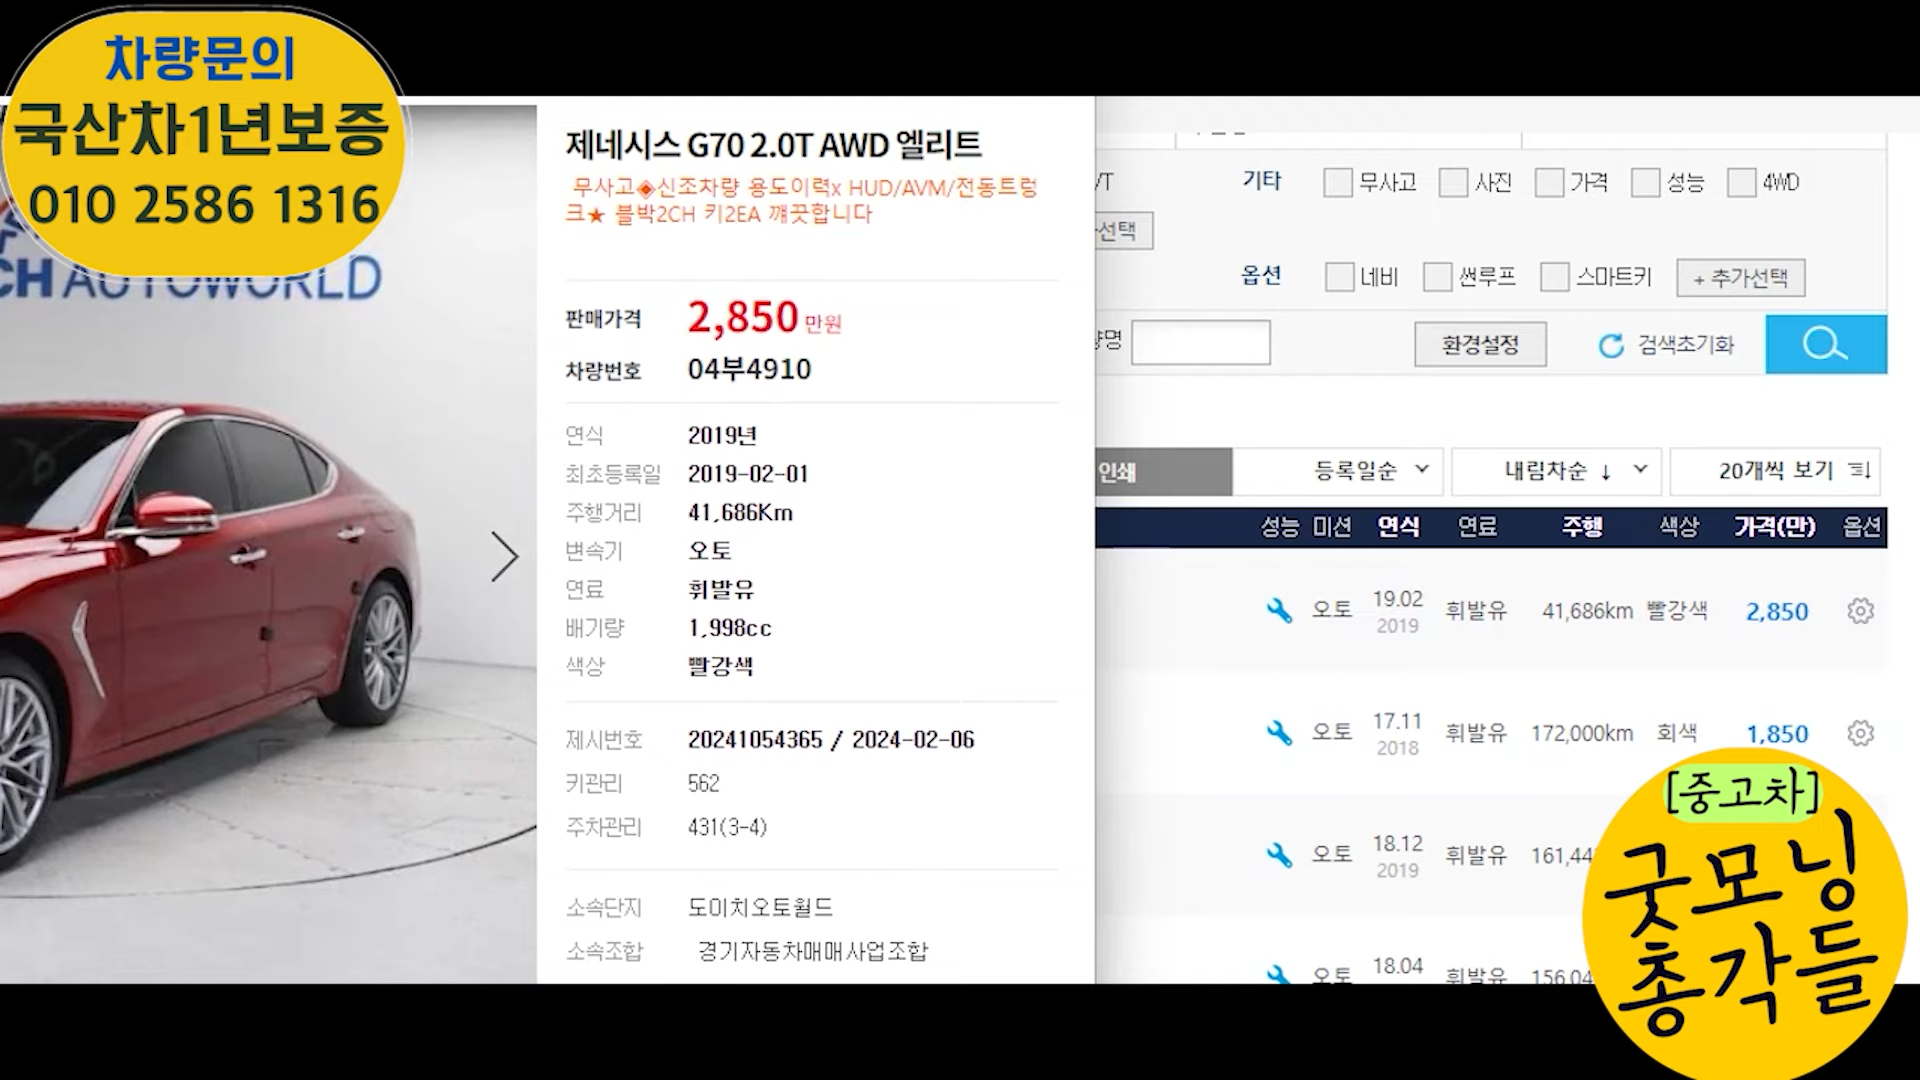 차량문의
국산차1년보증
010 2586 1316
CH AUTOWORLD
제네시스 G70 2.0T AWD 엘리트
무사고◈신조차량 용도이력x HUD/AVM/전동트렁
크★ 블박2CH 키2EA 깨끗합니다
판매가격 2,850 만원
차량번호 04부4910
연식 2019년
최초등록일 2019-02-01
주행거리 41,686Km
변속기 오토
연료 휘발유
배기량 1,998cc
색상 빨강색
제시번호 20241054365 / 2024-02-06
키관리 562
주차관리 431(3-4)
소속단지 도이치오토월드
소속조합 경기자동차매매사업조합
/T 기타 무사고 사진 가격 성능 4WD
선택
옵션 네비 썬루프 스마트키 + 추가선택
량명 환경설정 검색초기화
인쇄 등록일순 내림차순 ↓ 20개씩 보기
성능 미션 연식 연료 주행 색상 가격(만) 옵션
오토 19.02 휘발유 41,686km 빨강색 2,850
2019
오토 17.11 휘발유 172,000km 회색 1,850
2018
오토 18.12 휘발유 161,44
2019
오토 18.04 휘발유 156,04
[중고차]
굿모닝
총각들